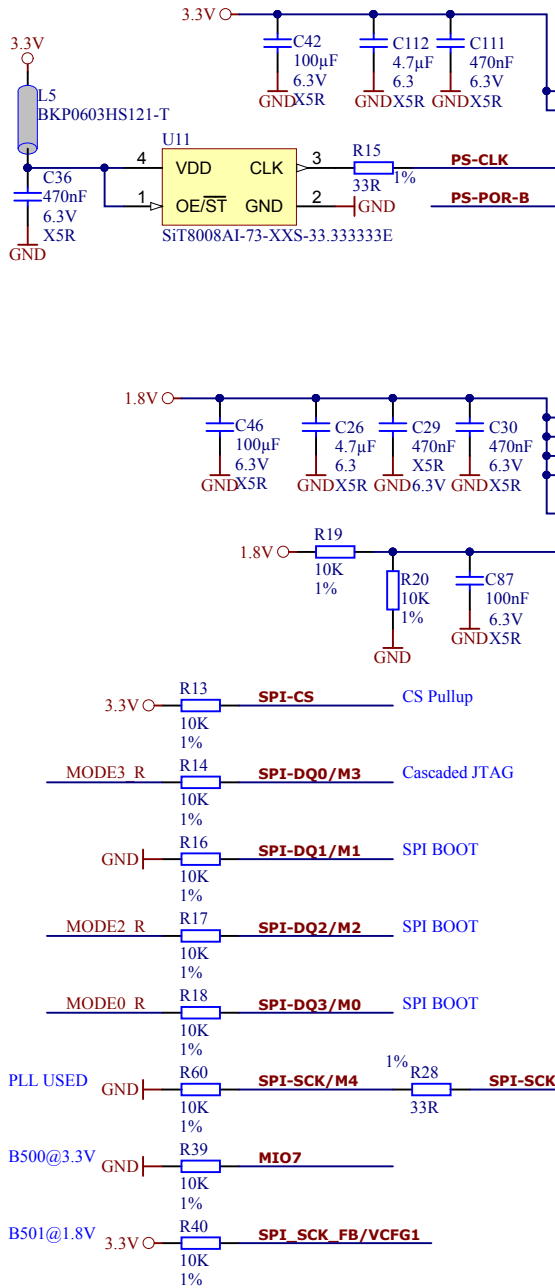 3.3V
C42
100µF
6.3V
X5R
GND
C112
4.7µF
6.3
X5R
GND
C111
470nF
6.3V
X5R
GND
3.3V
L5
BKP0603HS121-T
C36
470nF
6.3V
X5R
GND
U11
4 VDD CLK 3
1 OE/ST GND 2
SiT8008AI-73-XXS-33.333333E
GND
R15
33R
1%
PS-CLK
PS-POR-B
1.8V
C46
100µF
6.3V
X5R
GND
C26
4.7µF
6.3
X5R
GND
C29
470nF
X5R
6.3V
GND
C30
470nF
6.3V
X5R
GND
1.8V
R19
10K
1%
R20
10K
1%
GND
C87
100nF
6.3V
X5R
GND
3.3V
R13
10K
1%
SPI-CS
CS Pullup
MODE3_R
R14
10K
1%
SPI-DQ0/M3
Cascaded JTAG
GND
R16
10K
1%
SPI-DQ1/M1
SPI BOOT
MODE2_R
R17
10K
1%
SPI-DQ2/M2
SPI BOOT
MODE0_R
R18
10K
1%
SPI-DQ3/M0
SPI BOOT
PLL USED
GND
R60
10K
1%
SPI-SCK/M4
1%
R28
33R
SPI-SCK
B500@3.3V
GND
R39
10K
1%
MIO7
B501@1.8V
3.3V
R40
10K
1%
SPI_SCK_FB/VCFG1